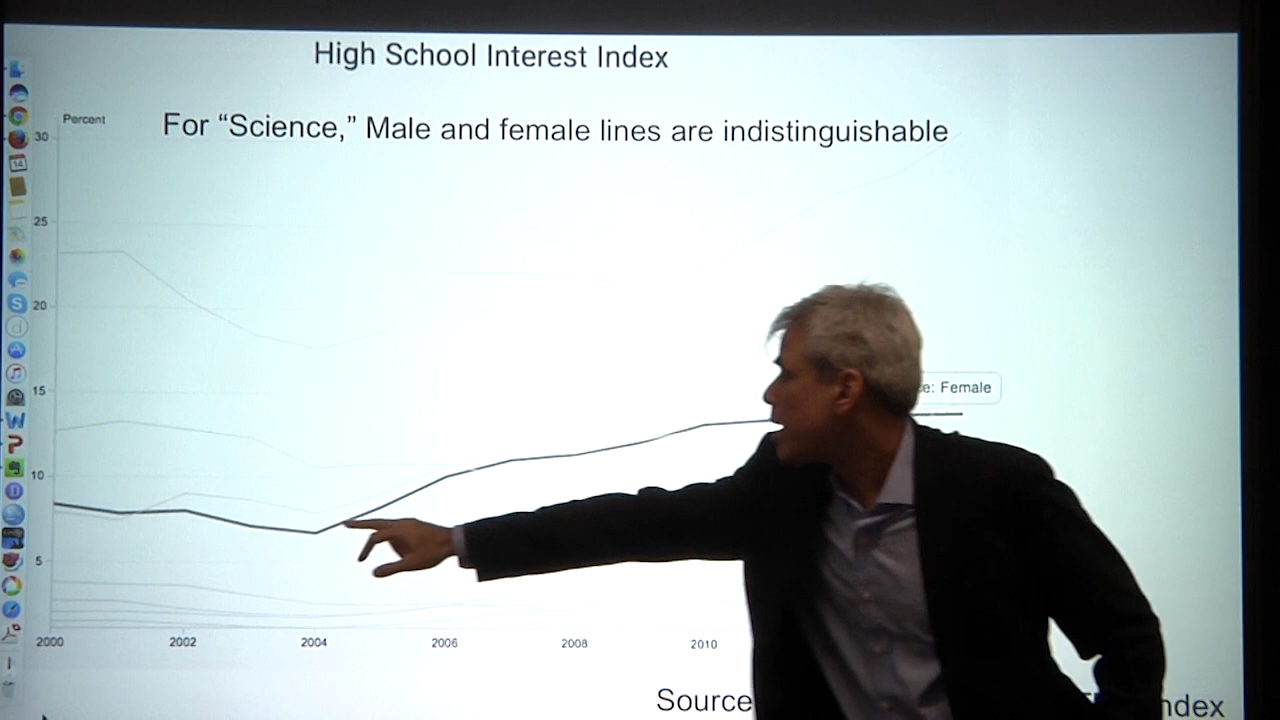 High School Interest Index
Percent
For “Science,” Male and female lines are indistinguishable
30
25
20
15
e: Female
10
5
2000 2002 2004 2006 2008 2010
Source ndex